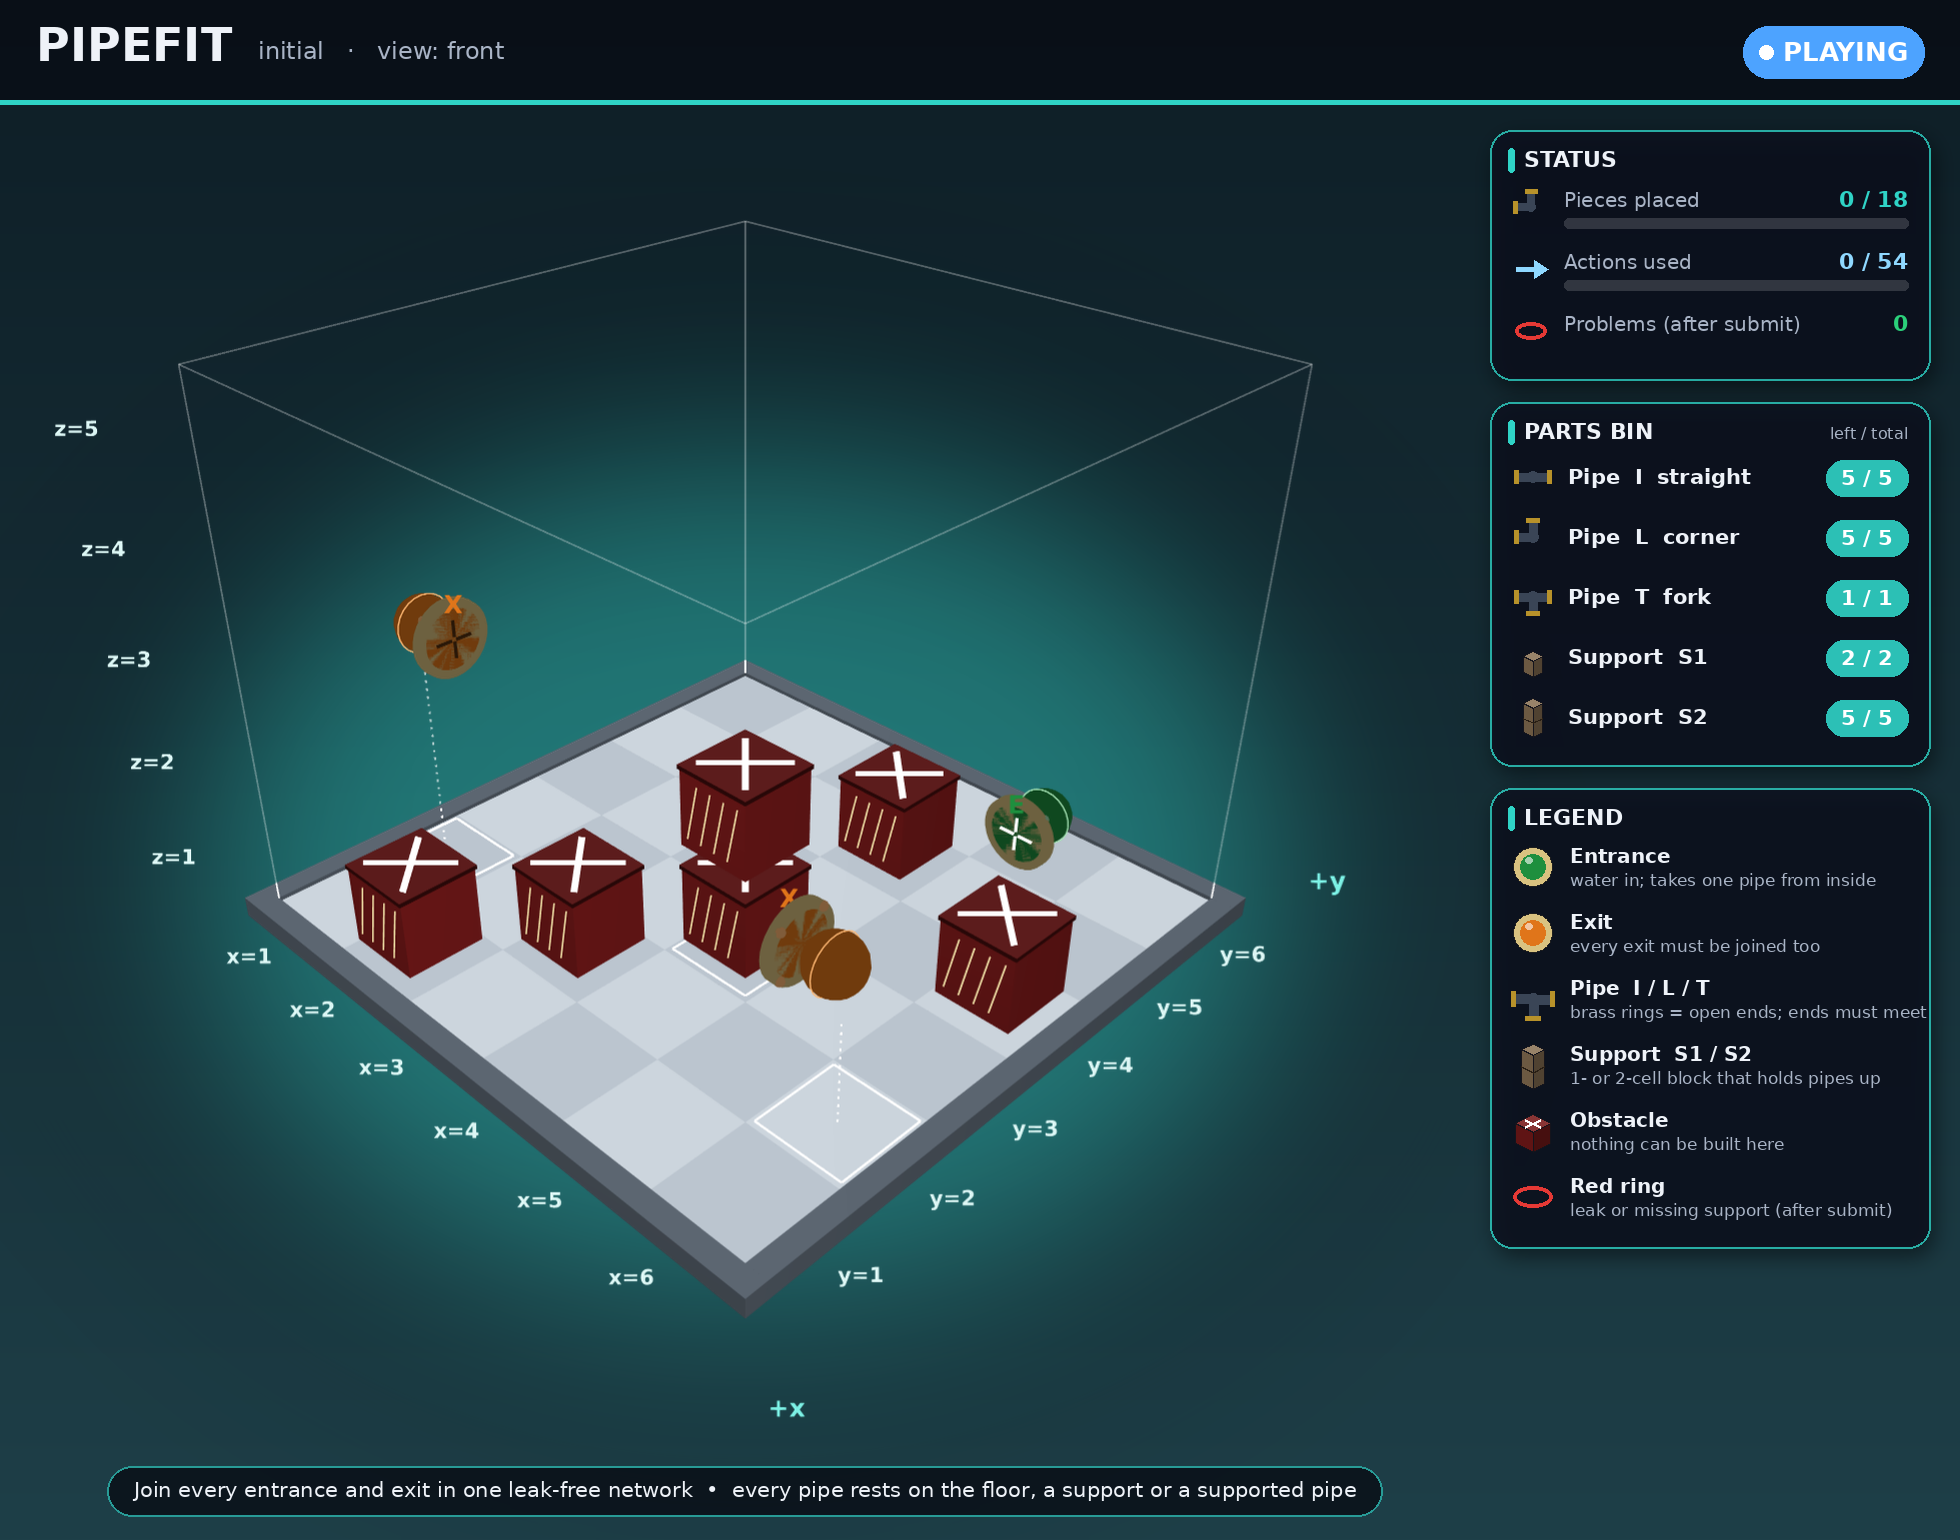 PIPEFIT initial · view: front
PLAYING
STATUS
Pieces placed 0 / 18
Actions used 0 / 54
Problems (after submit) 0
PARTS BIN left / total
Pipe I straight 5 / 5
Pipe L corner 5 / 5
Pipe T fork 1 / 1
Support S1 2 / 2
Support S2 5 / 5
LEGEND
Entrance
water in; takes one pipe from inside
Exit
every exit must be joined too
Pipe I / L / T
brass rings = open ends; ends must meet
Support S1 / S2
1- or 2-cell block that holds pipes up
Obstacle
nothing can be built here
Red ring
leak or missing support (after submit)
z=5
z=4
z=3
z=2
z=1
X
X
E
x=1
x=2
x=3
x=4
x=5
x=6
y=1
y=2
y=3
y=4
y=5
y=6
+y
+x
Join every entrance and exit in one leak-free network • every pipe rests on the floor, a support or a supported pipe